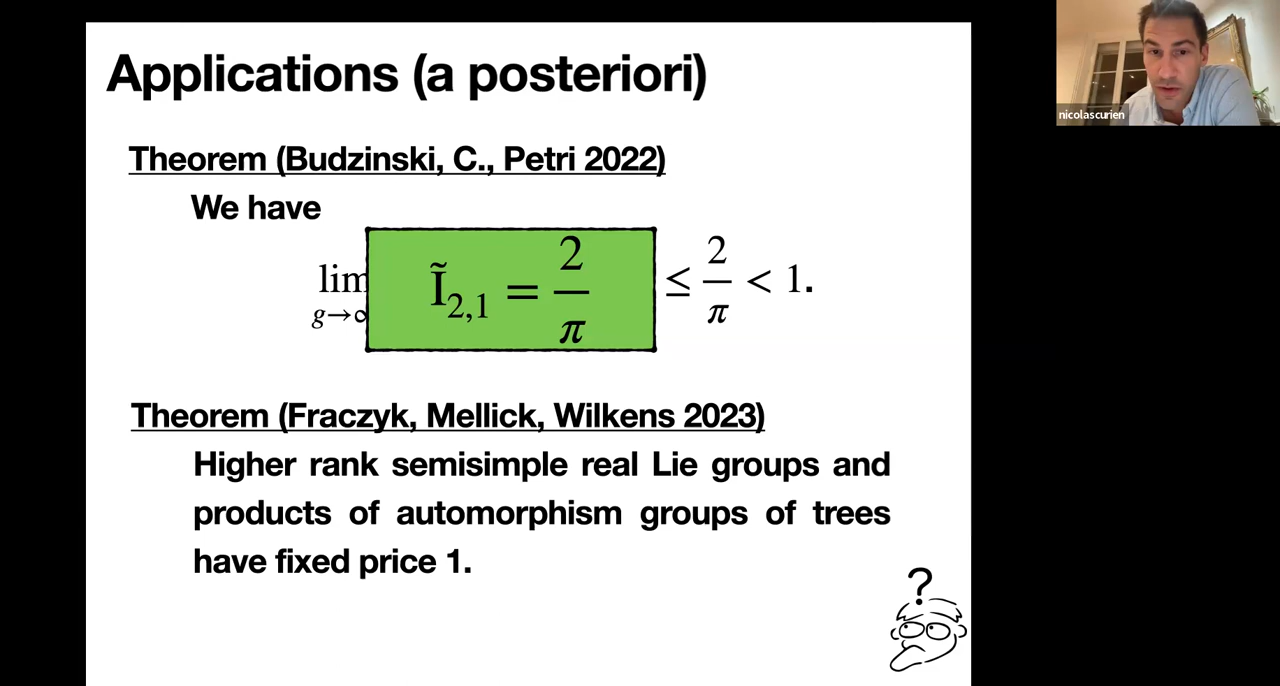 Applications (a posteriori)
nicolascurien
Theorem (Budzinski, C., Petri 2022)
We have
lim g→∞ Ĩ2,1 = 2/π ≤ 2/π < 1.
Theorem (Fraczyk, Mellick, Wilkens 2023)
Higher rank semisimple real Lie groups and
products of automorphism groups of trees
have fixed price 1.
?